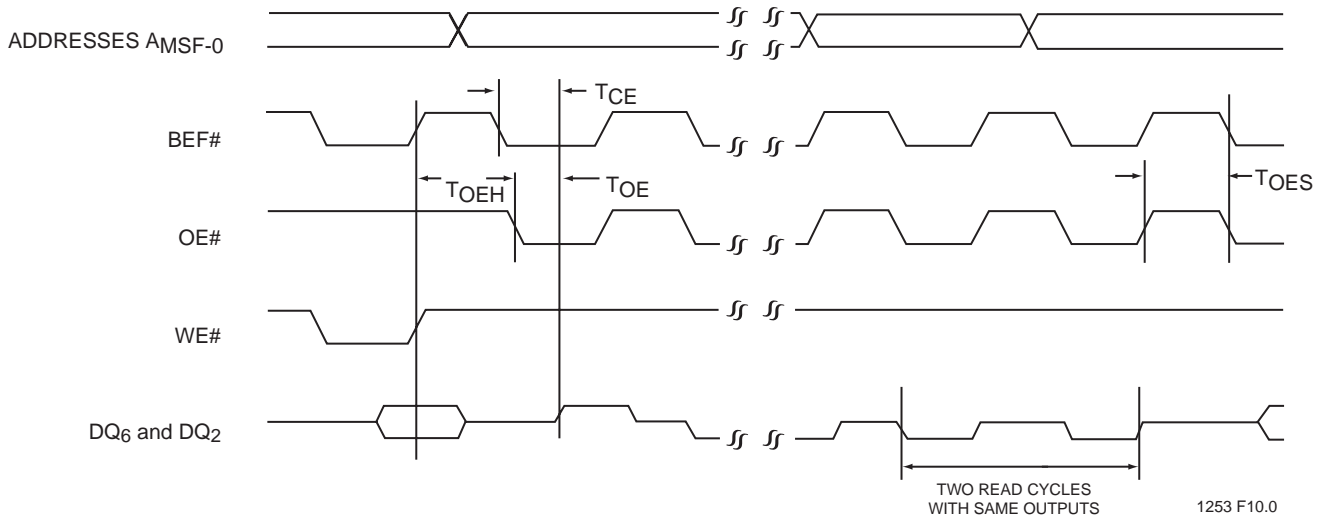 ADDRESSES AMSF-0
TCE
BEF#
TOEH
TOE
TOES
OE#
WE#
DQ6 and DQ2
TWO READ CYCLES
WITH SAME OUTPUTS
1253 F10.0